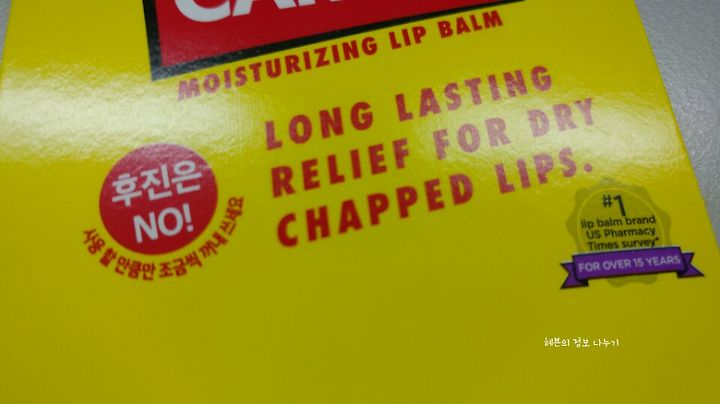 MOISTURIZING LIP BALM
LONG LASTING
RELIEF FOR DRY
CHAPPED LIPS.
후진은
NO!
사용 할 만큼만 조금씩 꺼내 쓰세요
#1
lip balm brand
US Pharmacy
Times survey*
FOR OVER 15 YEARS
헤븐의 정보 나누기